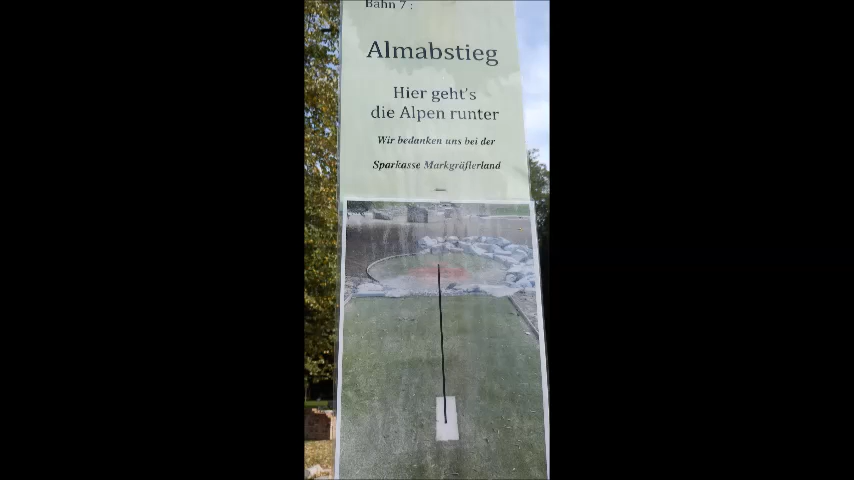 Bahn 7 :
Almabstieg
Hier geht's
die Alpen runter
Wir bedanken uns bei der
Sparkasse Markgräflerland